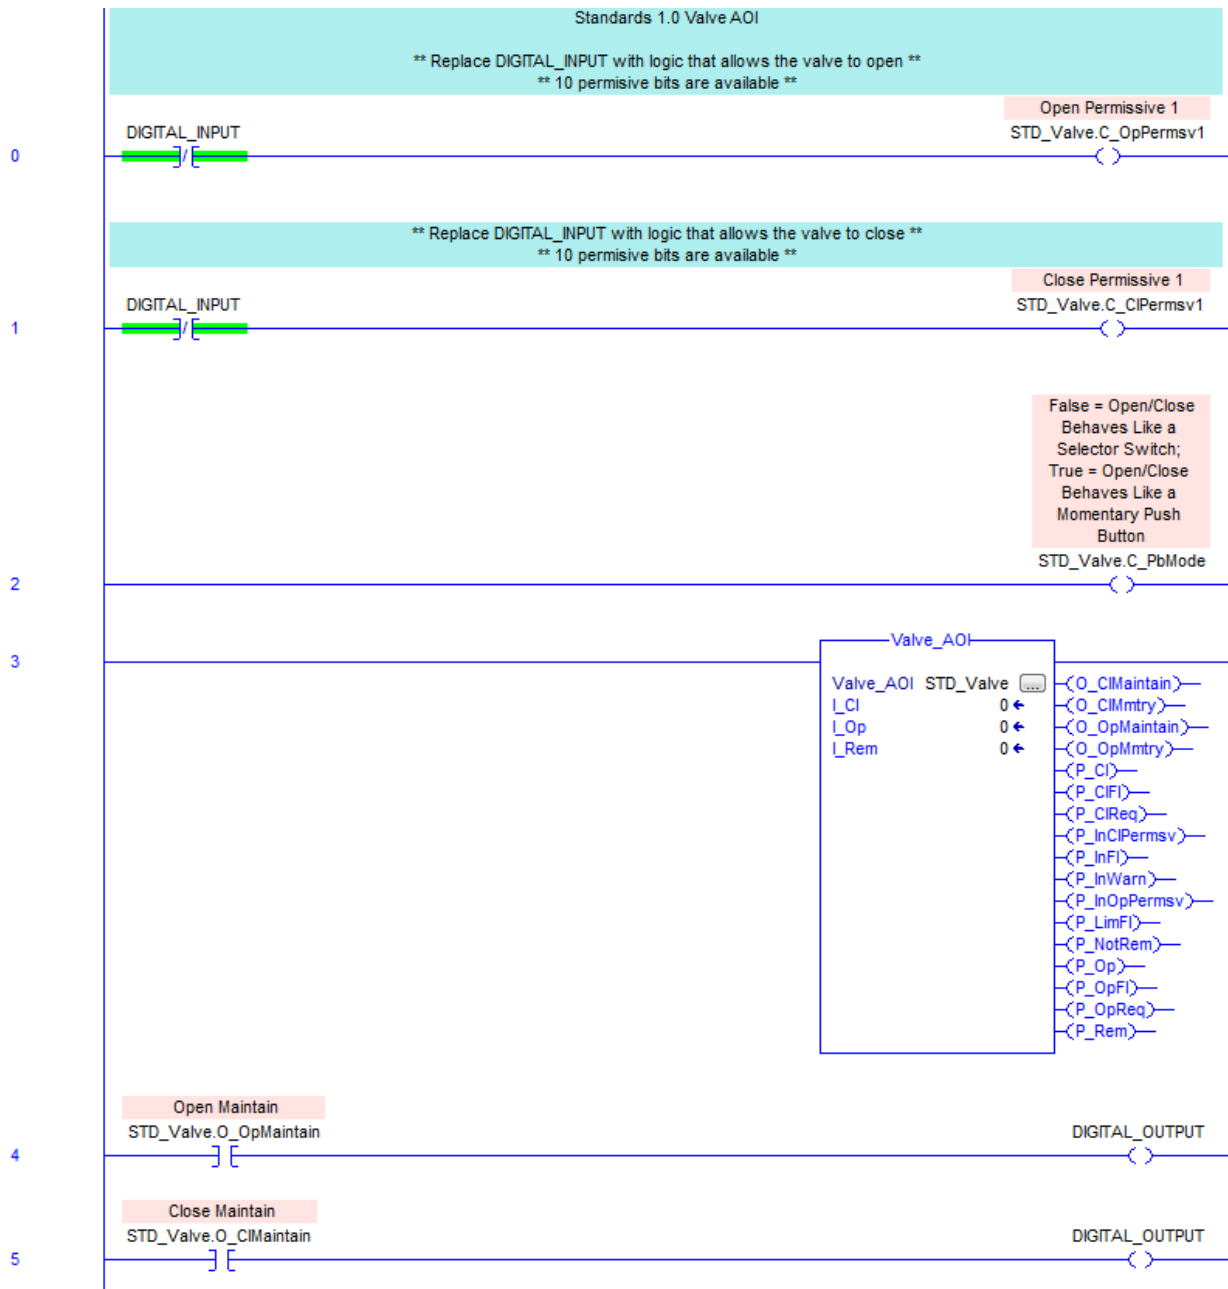 Standards 1.0 Valve AOI
** Replace DIGITAL_INPUT with logic that allows the valve to open **
** 10 permisive bits are available **
Open Permissive 1
DIGITAL_INPUT STD_Valve.C_OpPermsv1
0
** Replace DIGITAL_INPUT with logic that allows the valve to close **
** 10 permisive bits are available **
Close Permissive 1
DIGITAL_INPUT STD_Valve.C_ClPermsv1
1
False = Open/Close
Behaves Like a
Selector Switch;
True = Open/Close
Behaves Like a
Momentary Push
Button
STD_Valve.C_PbMode
2
Valve_AOI
3
Valve_AOI STD_Valve ... O_ClMaintain
I_Cl 0 O_ClMmtry
I_Op 0 O_OpMaintain
I_Rem 0 O_OpMmtry
P_Cl
P_ClFl
P_ClReq
P_InClPermsv
P_InFl
P_InWarn
P_InOpPermsv
P_LimFl
P_NotRem
P_Op
P_OpFl
P_OpReq
P_Rem
Open Maintain
STD_Valve.O_OpMaintain DIGITAL_OUTPUT
4
Close Maintain
STD_Valve.O_ClMaintain DIGITAL_OUTPUT
5